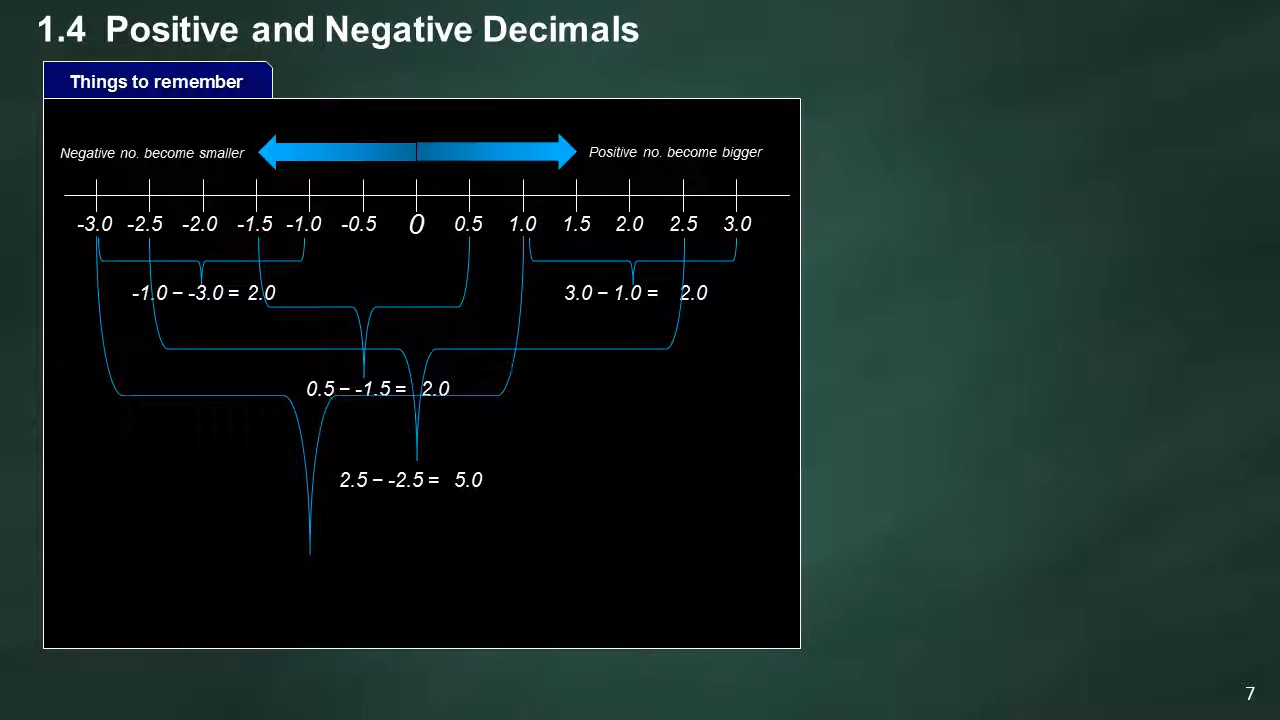 1.4 Positive and Negative Decimals
Things to remember
Negative no. become smaller
Positive no. become bigger
-3.0 -2.5 -2.0 -1.5 -1.0 -0.5 0 0.5 1.0 1.5 2.0 2.5 3.0
-1.0 − -3.0 = 2.0
3.0 − 1.0 = 2.0
0.5 − -1.5 = 2.0
2.5 − -2.5 = 5.0
7